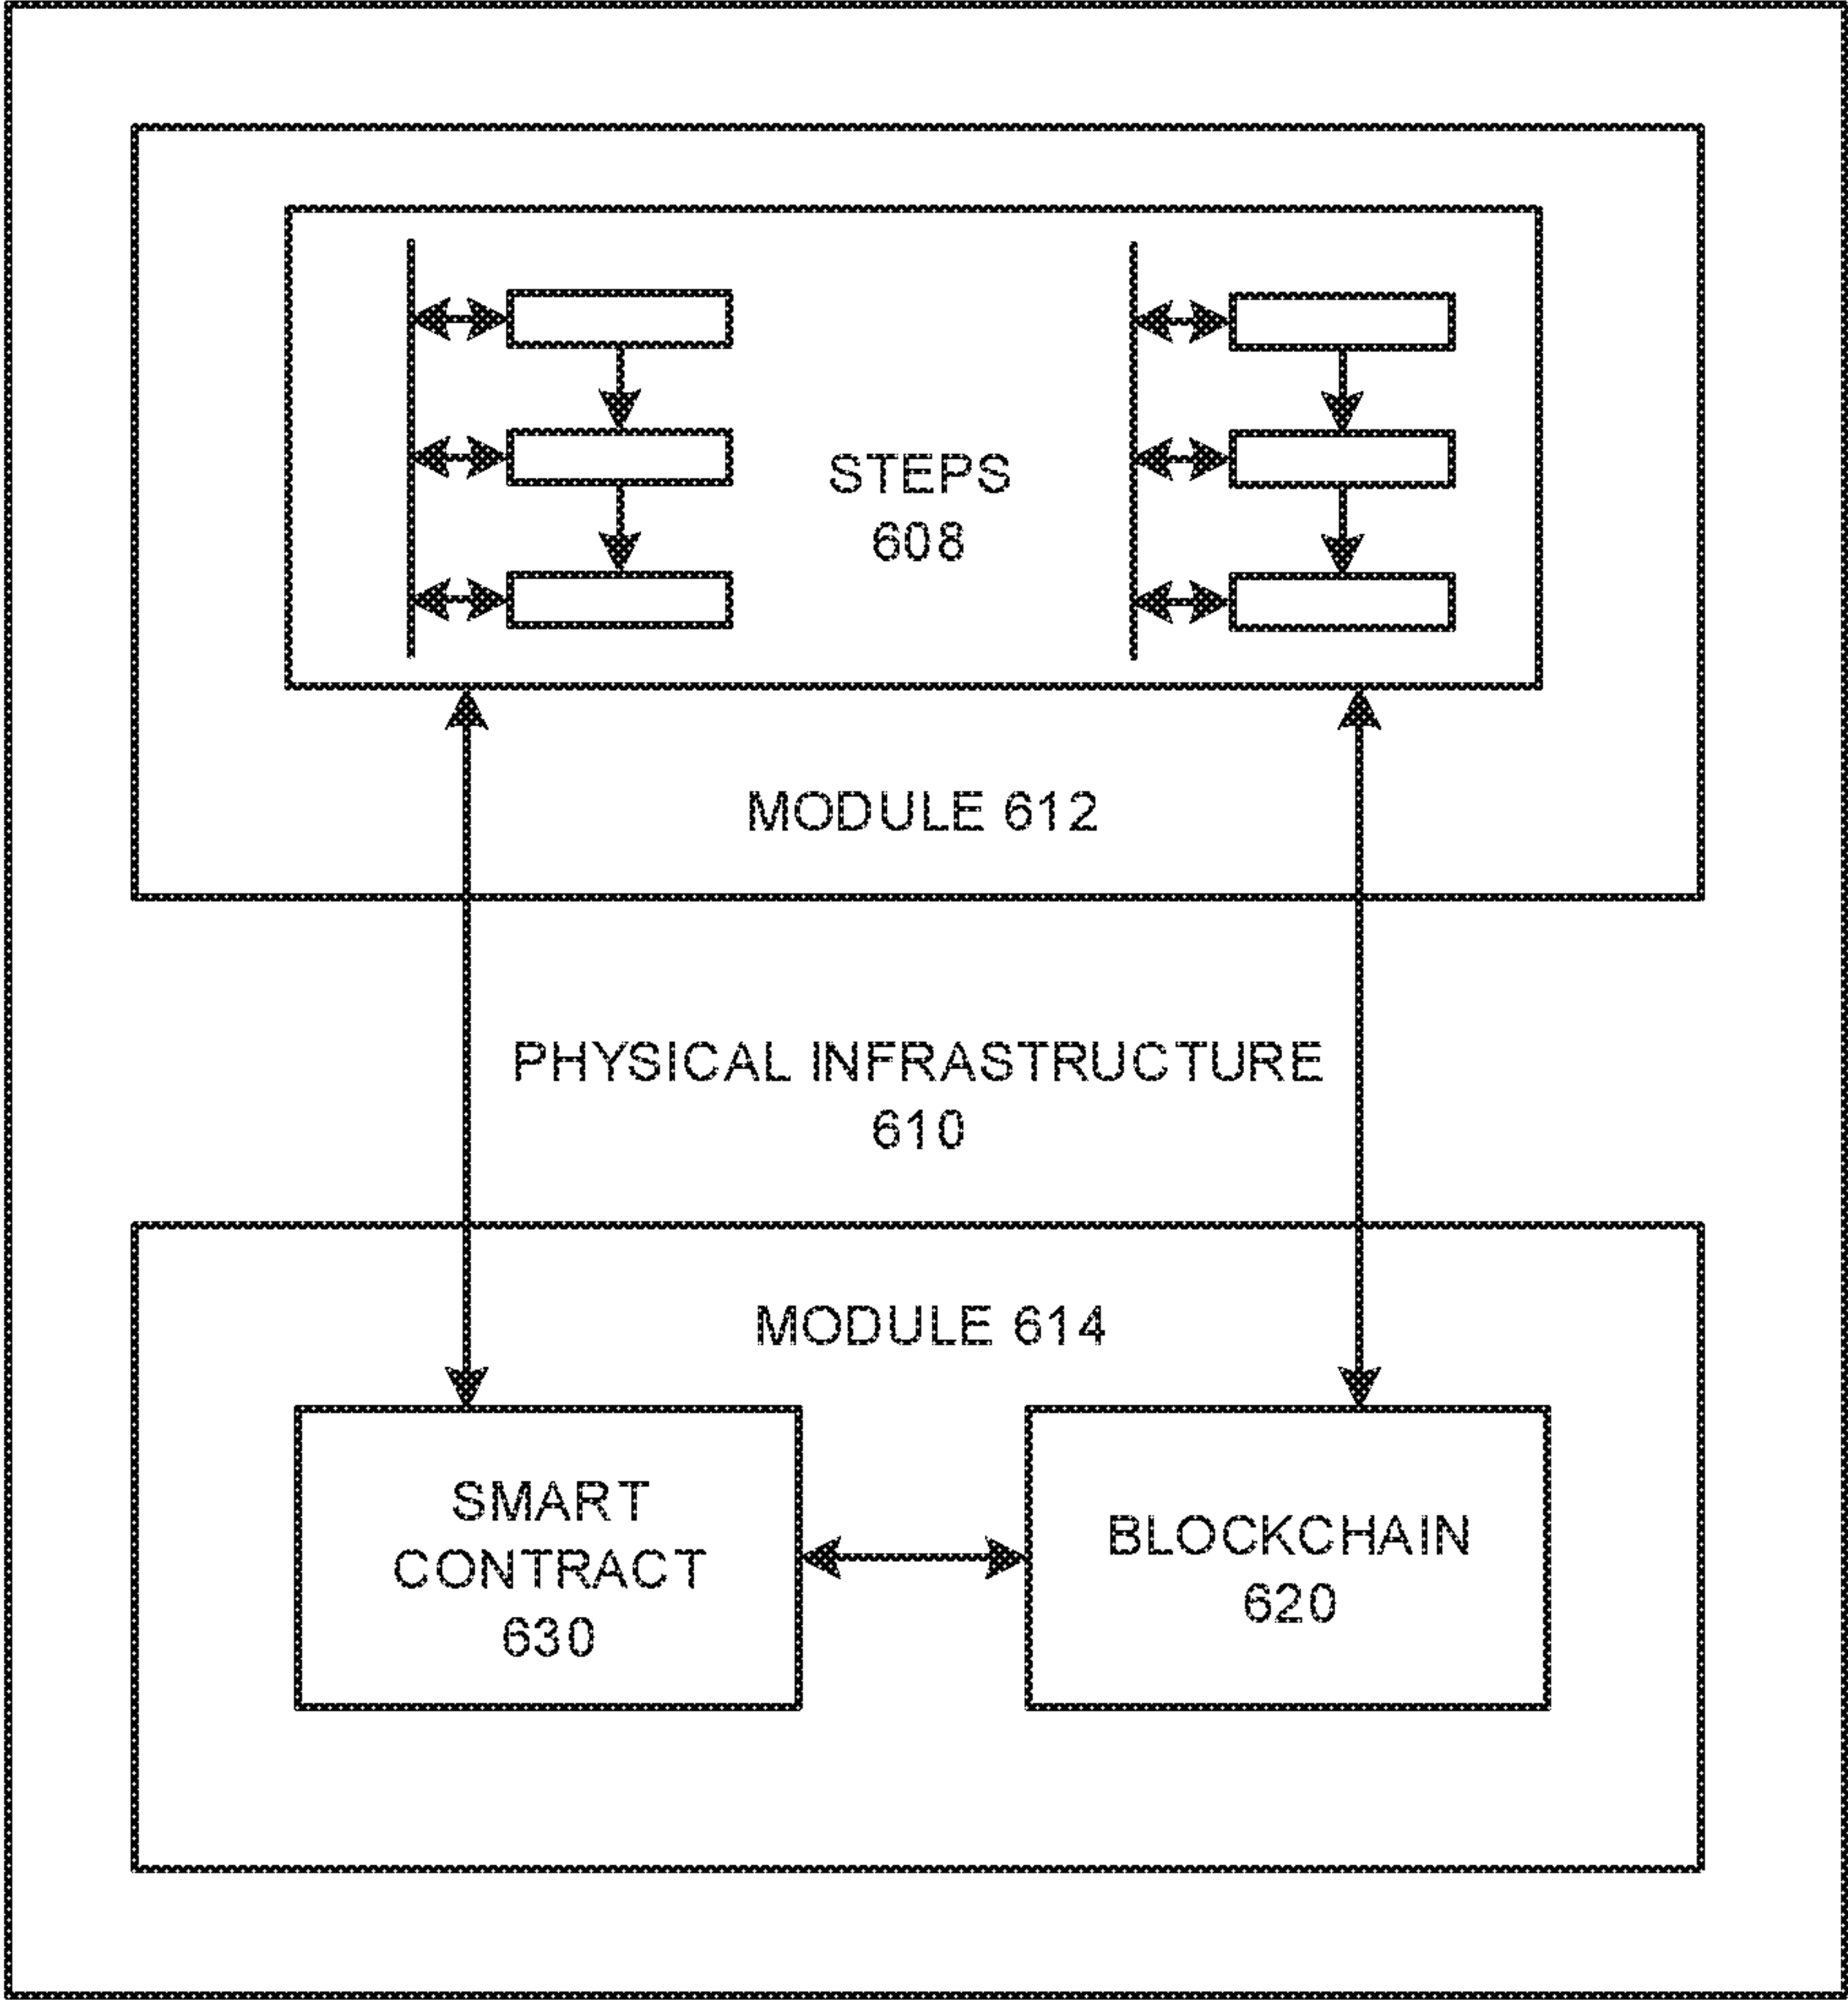 STEPS
608
MODULE 612
PHYSICAL INFRASTRUCTURE
610
MODULE 614
SMART
CONTRACT
630
BLOCKCHAIN
620